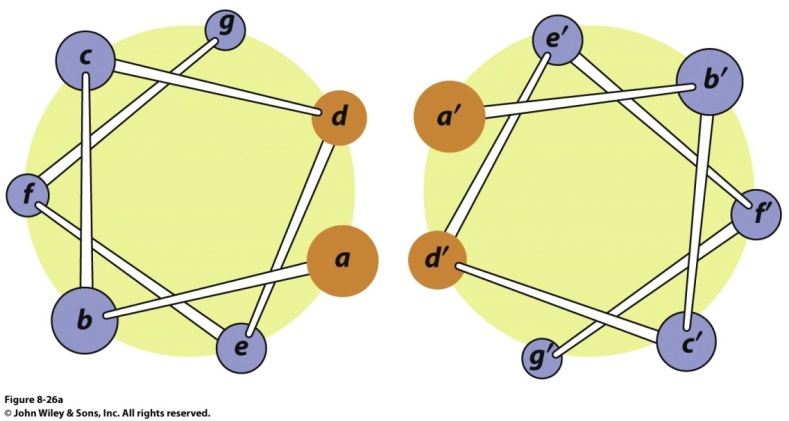 g
c
d
f
a
b
e
e′
b′
a′
f′
d′
c′
g′
Figure 8-26a
© John Wiley & Sons, Inc. All rights reserved.